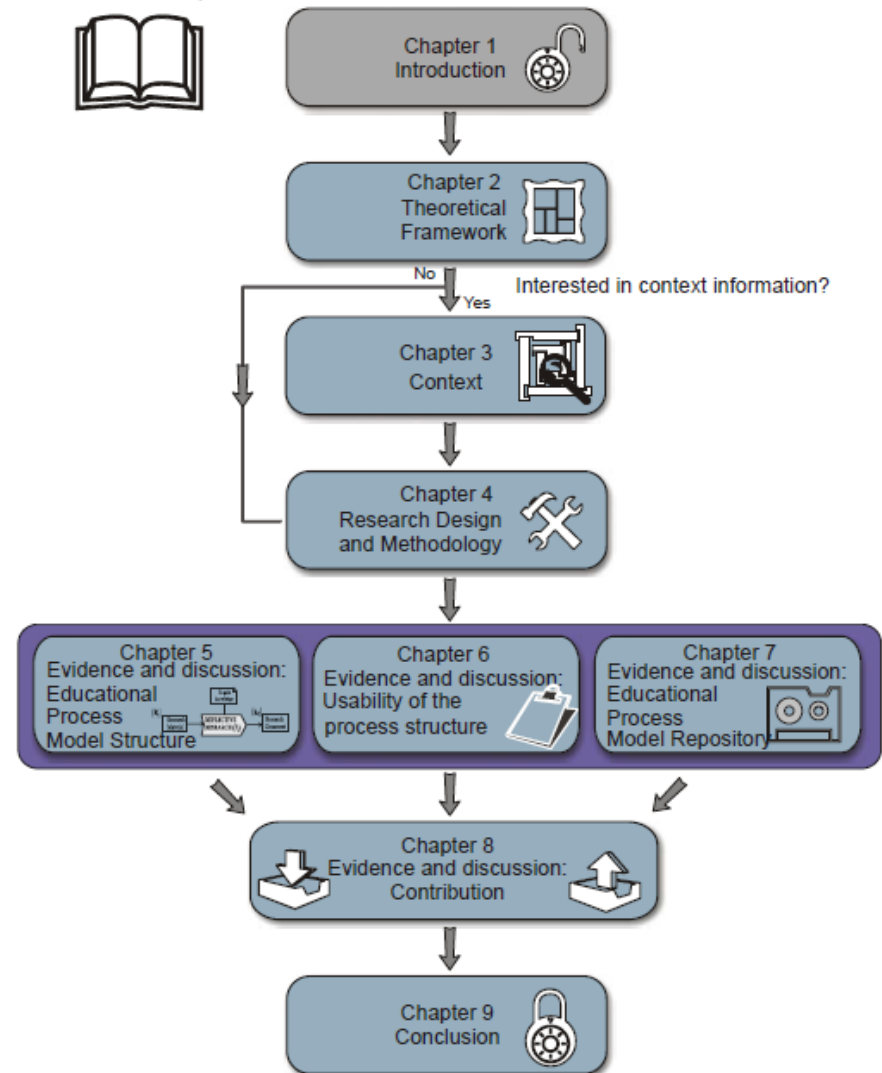 Chapter 1
Introduction
Chapter 2
Theoretical
Framework
No
Yes
Interested in context information?
Chapter 3
Context
Chapter 4
Research Design
and Methodology
Chapter 5
Evidence and discussion:
Educational
Process
Model Structure
Chapter 6
Evidence and discussion:
Usability of the
process structure
Chapter 7
Evidence and discussion:
Educational
Process
Model Repository
Chapter 8
Evidence and discussion:
Contribution
Chapter 9
Conclusion